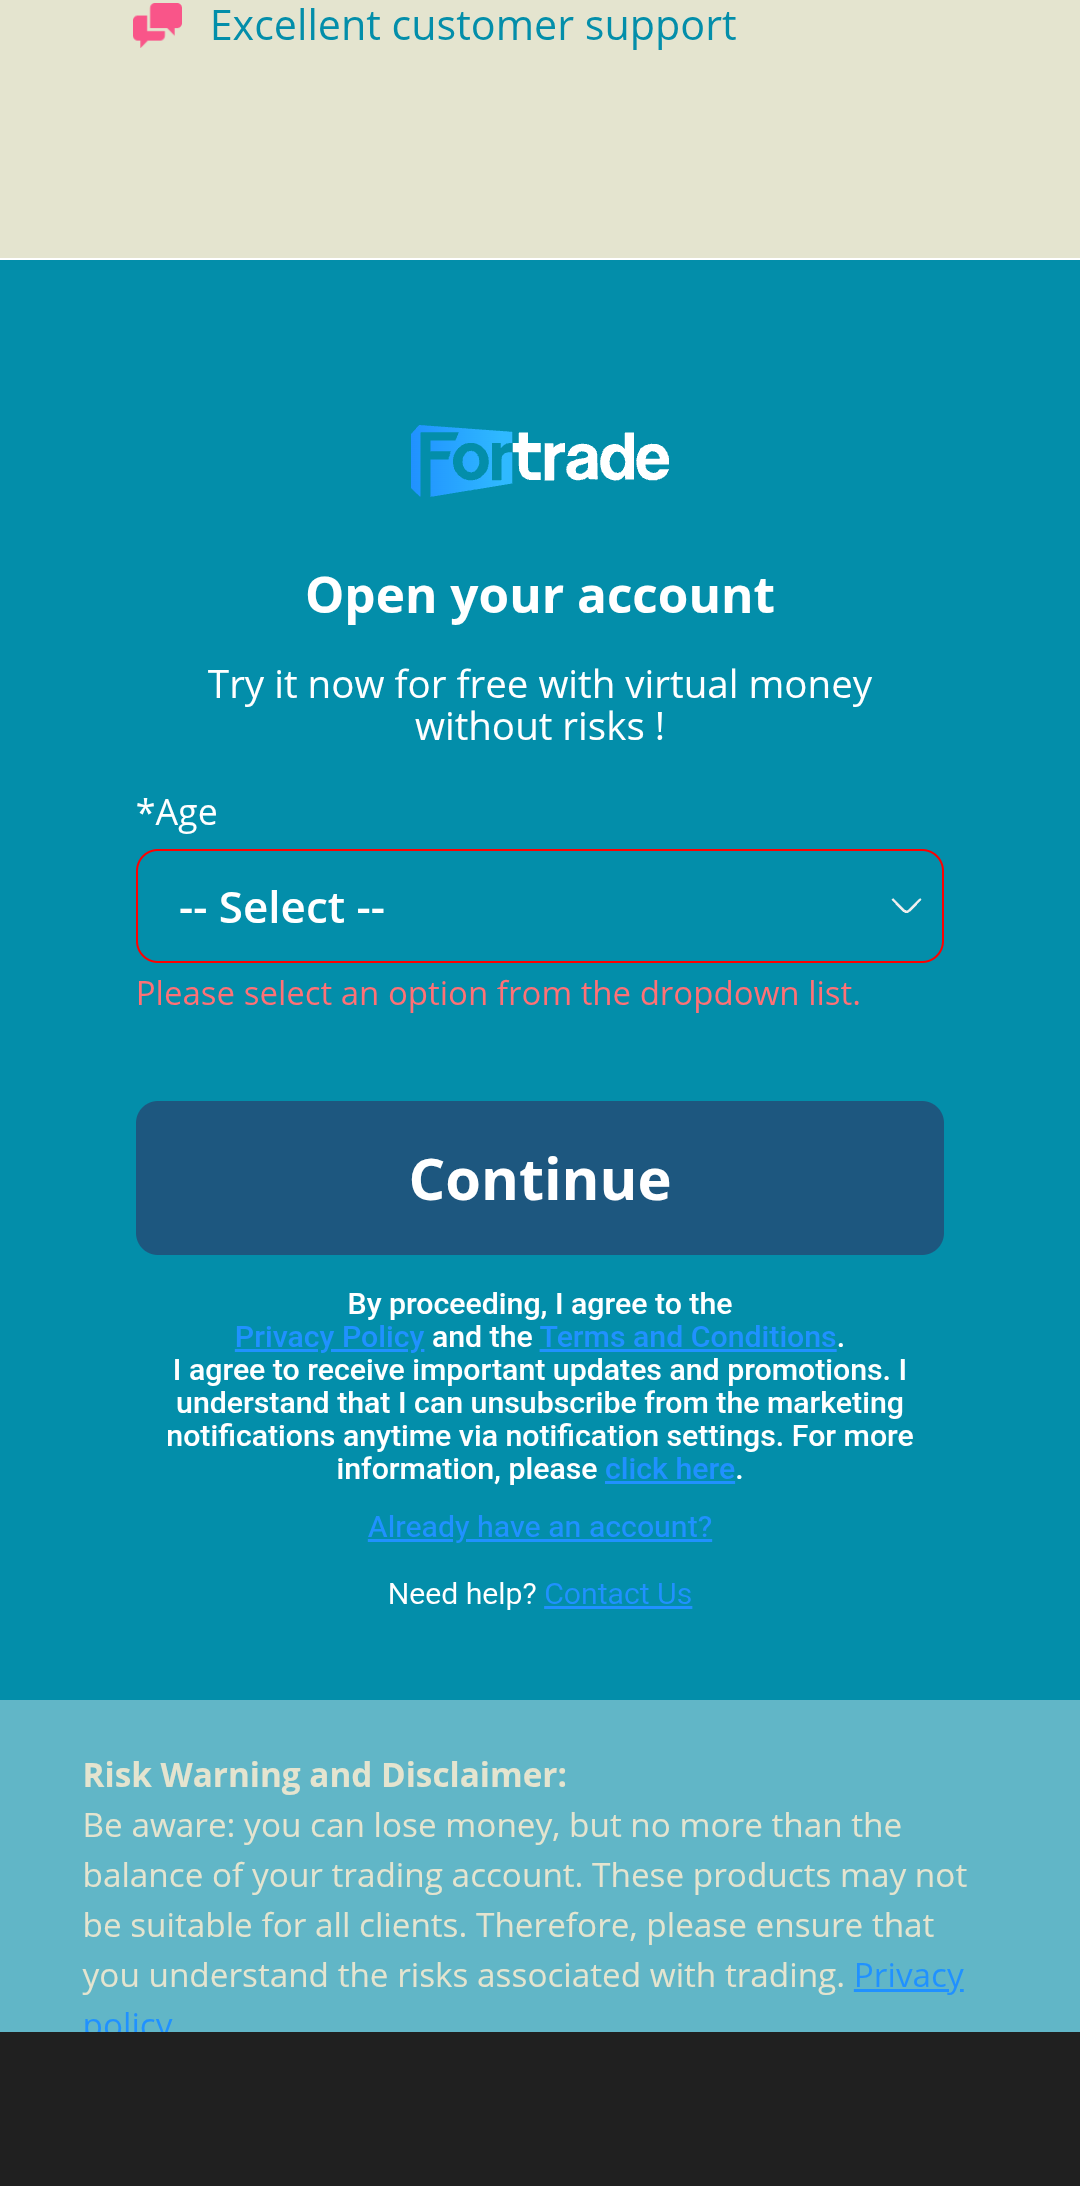 Excellent customer support
Fortrade
Open your account
Try it now for free with virtual money
without risks !
*Age
-- Select --
Please select an option from the dropdown list.
Continue
By proceeding, I agree to the
Privacy Policy and the Terms and Conditions.
I agree to receive important updates and promotions. I
understand that I can unsubscribe from the marketing
notifications anytime via notification settings. For more
information, please click here.
Already have an account?
Need help? Contact Us
Risk Warning and Disclaimer:
Be aware: you can lose money, but no more than the
balance of your trading account. These products may not
be suitable for all clients. Therefore, please ensure that
you understand the risks associated with trading. Privacy
policy